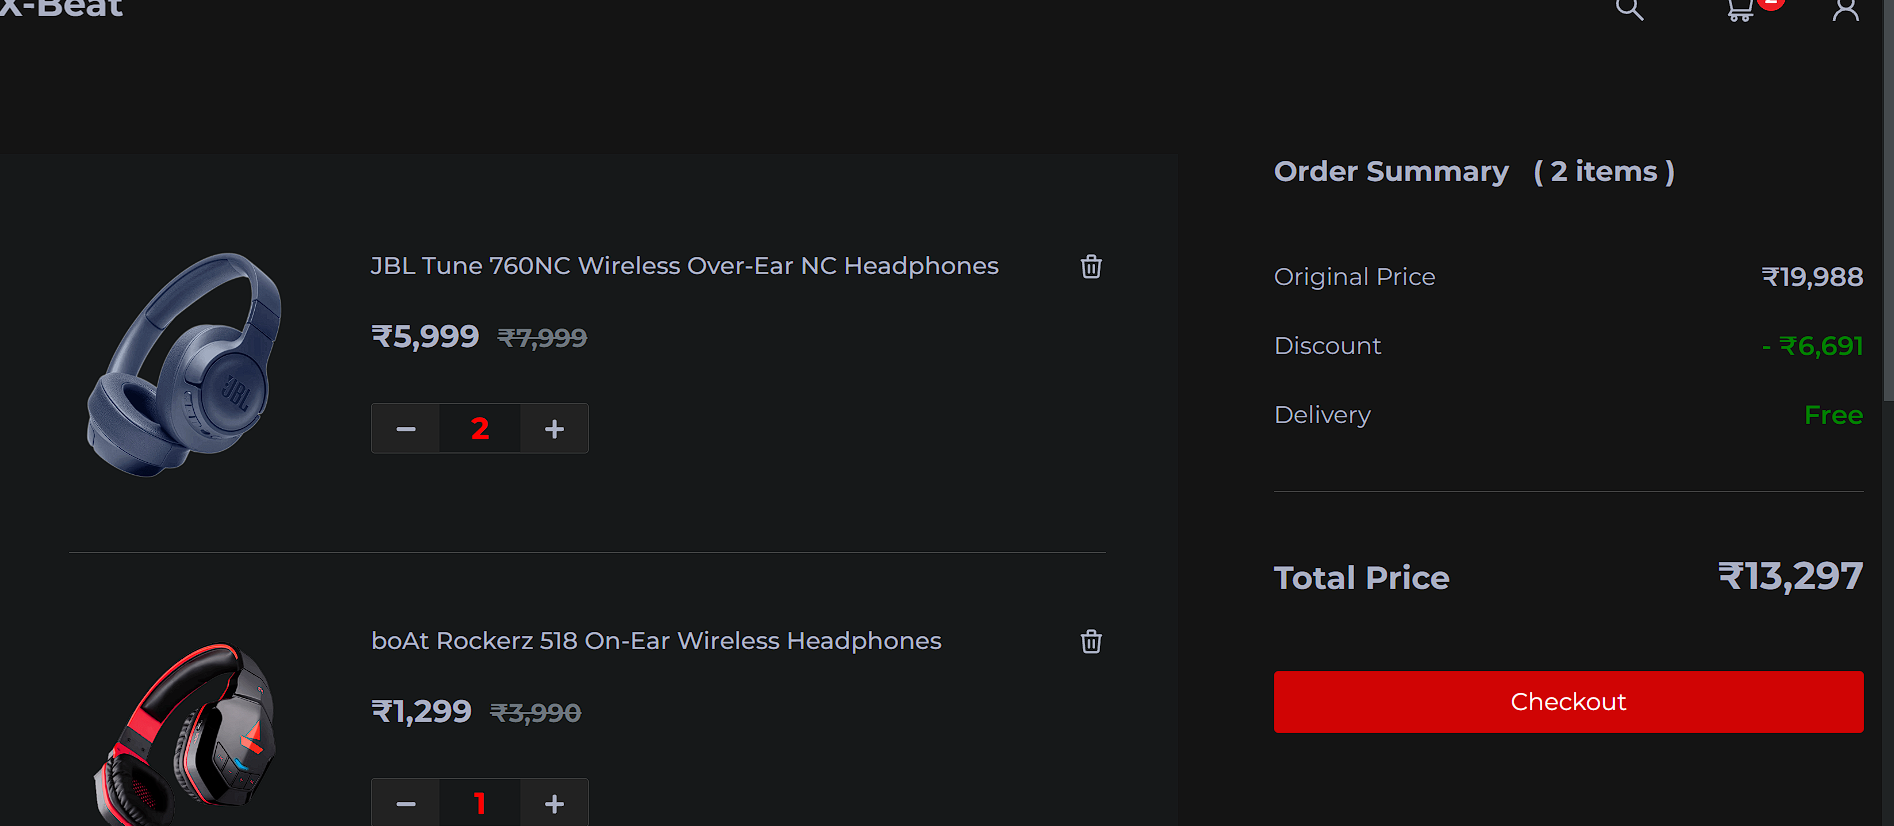 X-Beat
2
Order Summary ( 2 items )
JBL Tune 760NC Wireless Over-Ear NC Headphones
₹5,999 ₹7,999
− 2 +
JBL
Original Price ₹19,988
Discount - ₹6,691
Delivery Free
Total Price ₹13,297
Checkout
boAt Rockerz 518 On-Ear Wireless Headphones
₹1,299 ₹3,990
− 1 +